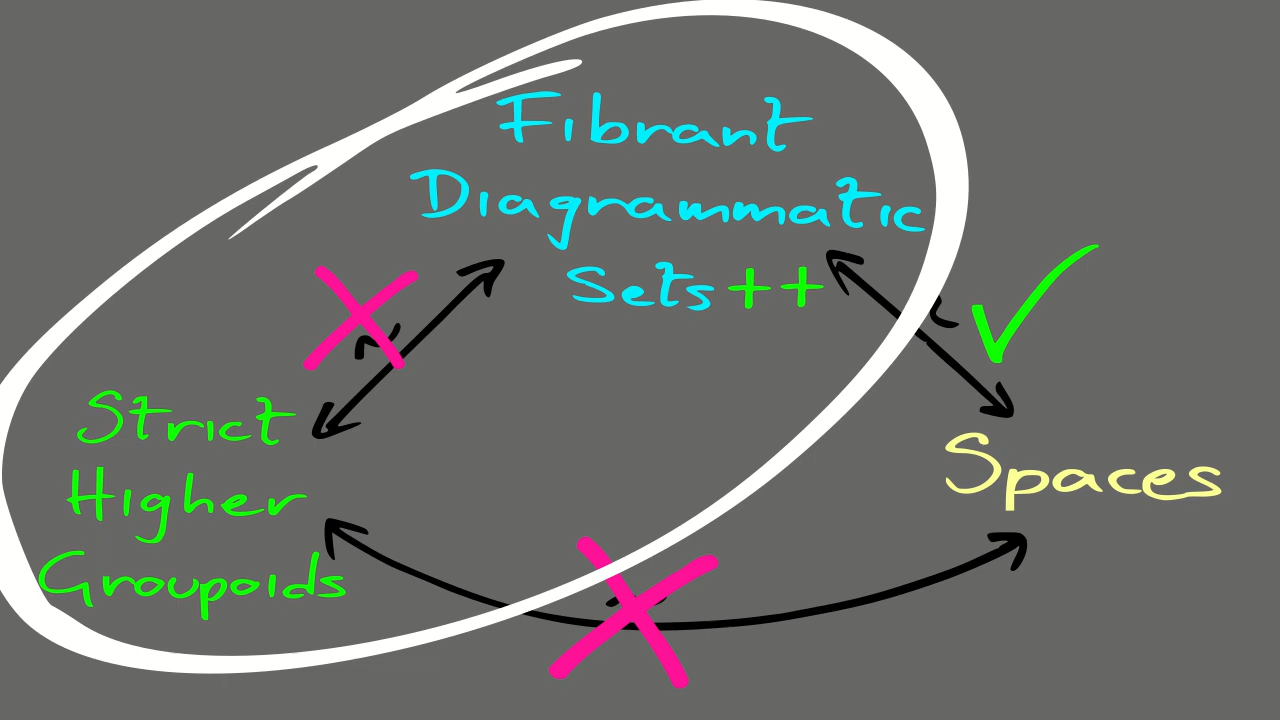 Fibrant
Diagrammatic
Sets++
Strict
Higher
Groupoids
Spaces